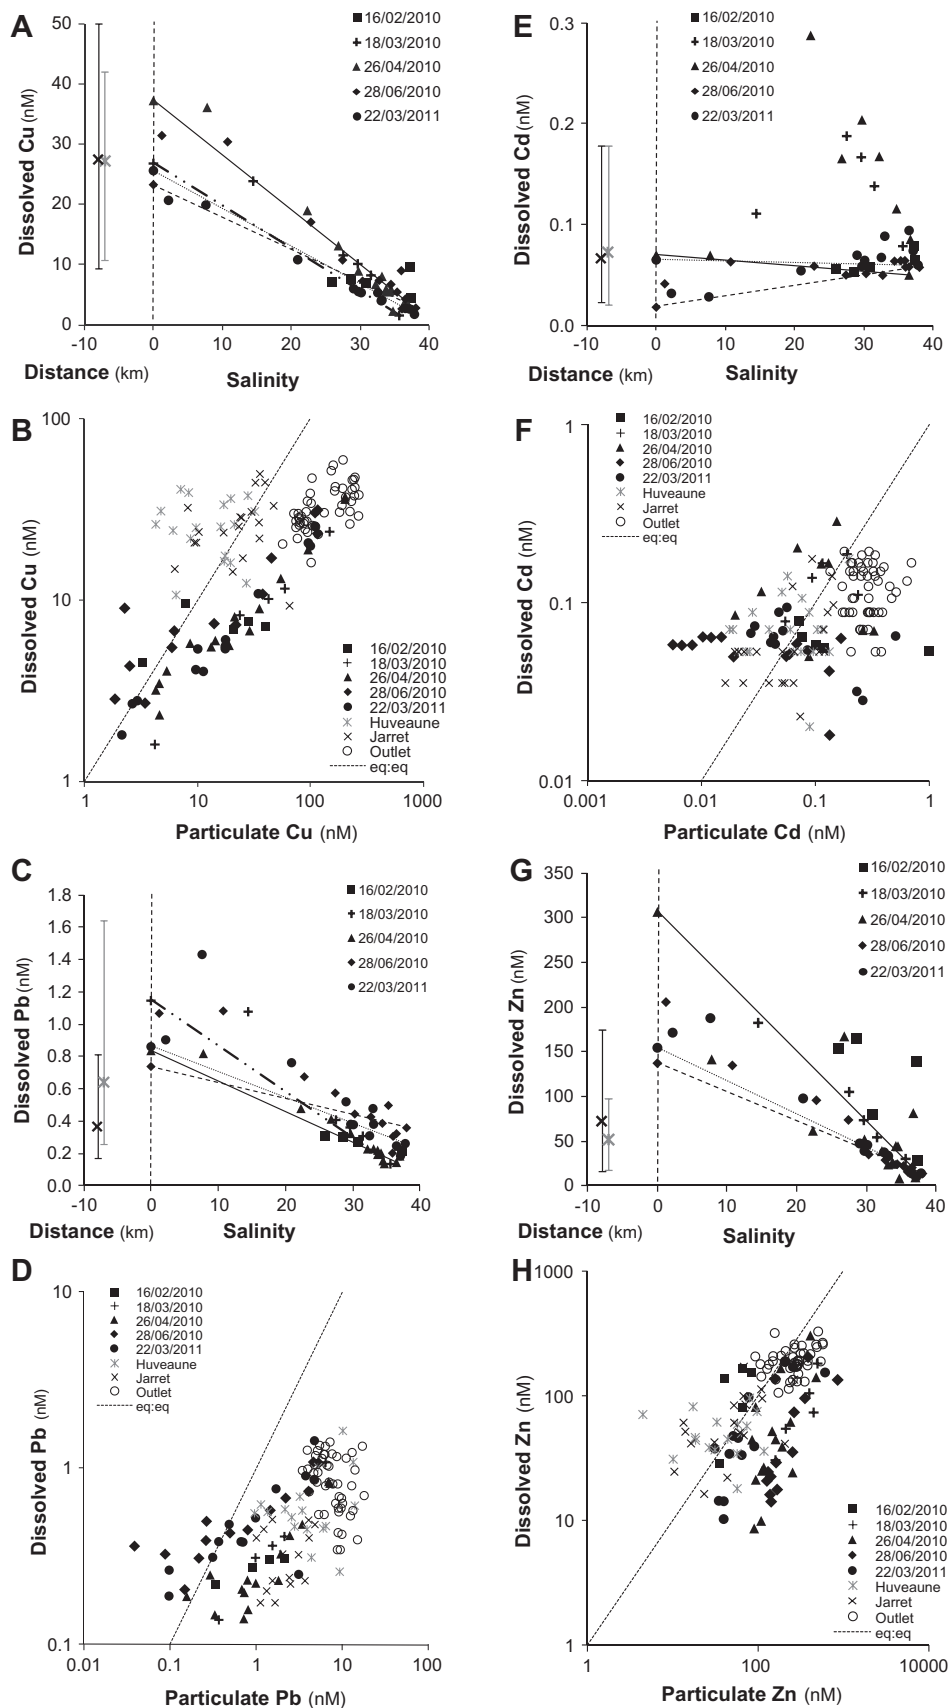 A
Dissolved Cu (nM)
50
40
30
20
10
0
-10 0 10 20 30 40
Distance (km) Salinity
16/02/2010
18/03/2010
26/04/2010
28/06/2010
22/03/2011
E
Dissolved Cd (nM)
0.3
0.2
0.1
0.0
-10 0 10 20 30 40
Distance (km) Salinity
16/02/2010
18/03/2010
26/04/2010
28/06/2010
22/03/2011
B
Dissolved Cu (nM)
100
10
1
1 10 100 1000
Particulate Cu (nM)
16/02/2010
18/03/2010
26/04/2010
28/06/2010
22/03/2011
Huveaune
Jarret
Outlet
eq:eq
F
Dissolved Cd (nM)
1
0.1
0.01
0.001 0.01 0.1 1
Particulate Cd (nM)
16/02/2010
18/03/2010
26/04/2010
28/06/2010
22/03/2011
Huveaune
Jarret
Outlet
eq:eq
C
Dissolved Pb (nM)
1.8
1.6
1.4
1.2
1.0
0.8
0.6
0.4
0.2
0.0
-10 0 10 20 30 40
Distance (km) Salinity
16/02/2010
18/03/2010
26/04/2010
28/06/2010
22/03/2011
G
Dissolved Zn (nM)
350
300
250
200
150
100
50
0
-10 0 10 20 30 40
Distance (km) Salinity
16/02/2010
18/03/2010
26/04/2010
28/06/2010
22/03/2011
D
Dissolved Pb (nM)
10
1
0.1
0.01 0.1 1 10 100
Particulate Pb (nM)
16/02/2010
18/03/2010
26/04/2010
28/06/2010
22/03/2011
Huveaune
Jarret
Outlet
eq:eq
H
Dissolved Zn (nM)
1000
100
10
1
1 100 10000
Particulate Zn (nM)
16/02/2010
18/03/2010
26/04/2010
28/06/2010
22/03/2011
Huveaune
Jarret
Outlet
eq:eq